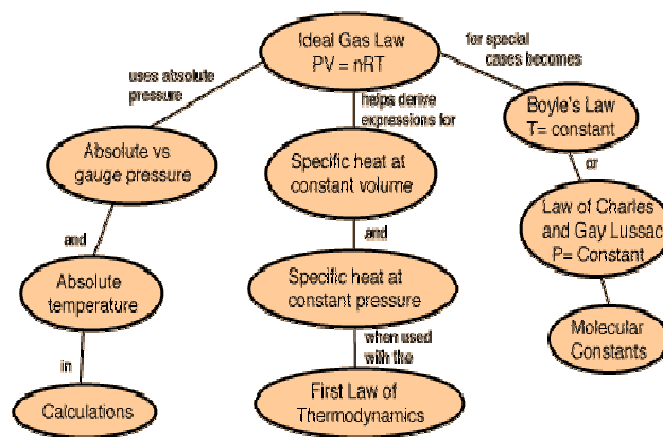 Ideal Gas Law
PV = nRT
uses absolute
pressure
helps derive
expressions for
for special
cases becomes
Absolute vs
gauge pressure
and
Absolute
temperature
in
Calculations
Specific heat at
constant volume
and
Specific heat at
constant pressure
when used
with the
First Law of
Thermodynamics
Boyle's Law
T= constant
or
Law of Charles
and Gay Lussac
P= Constant
Molecular
Constants